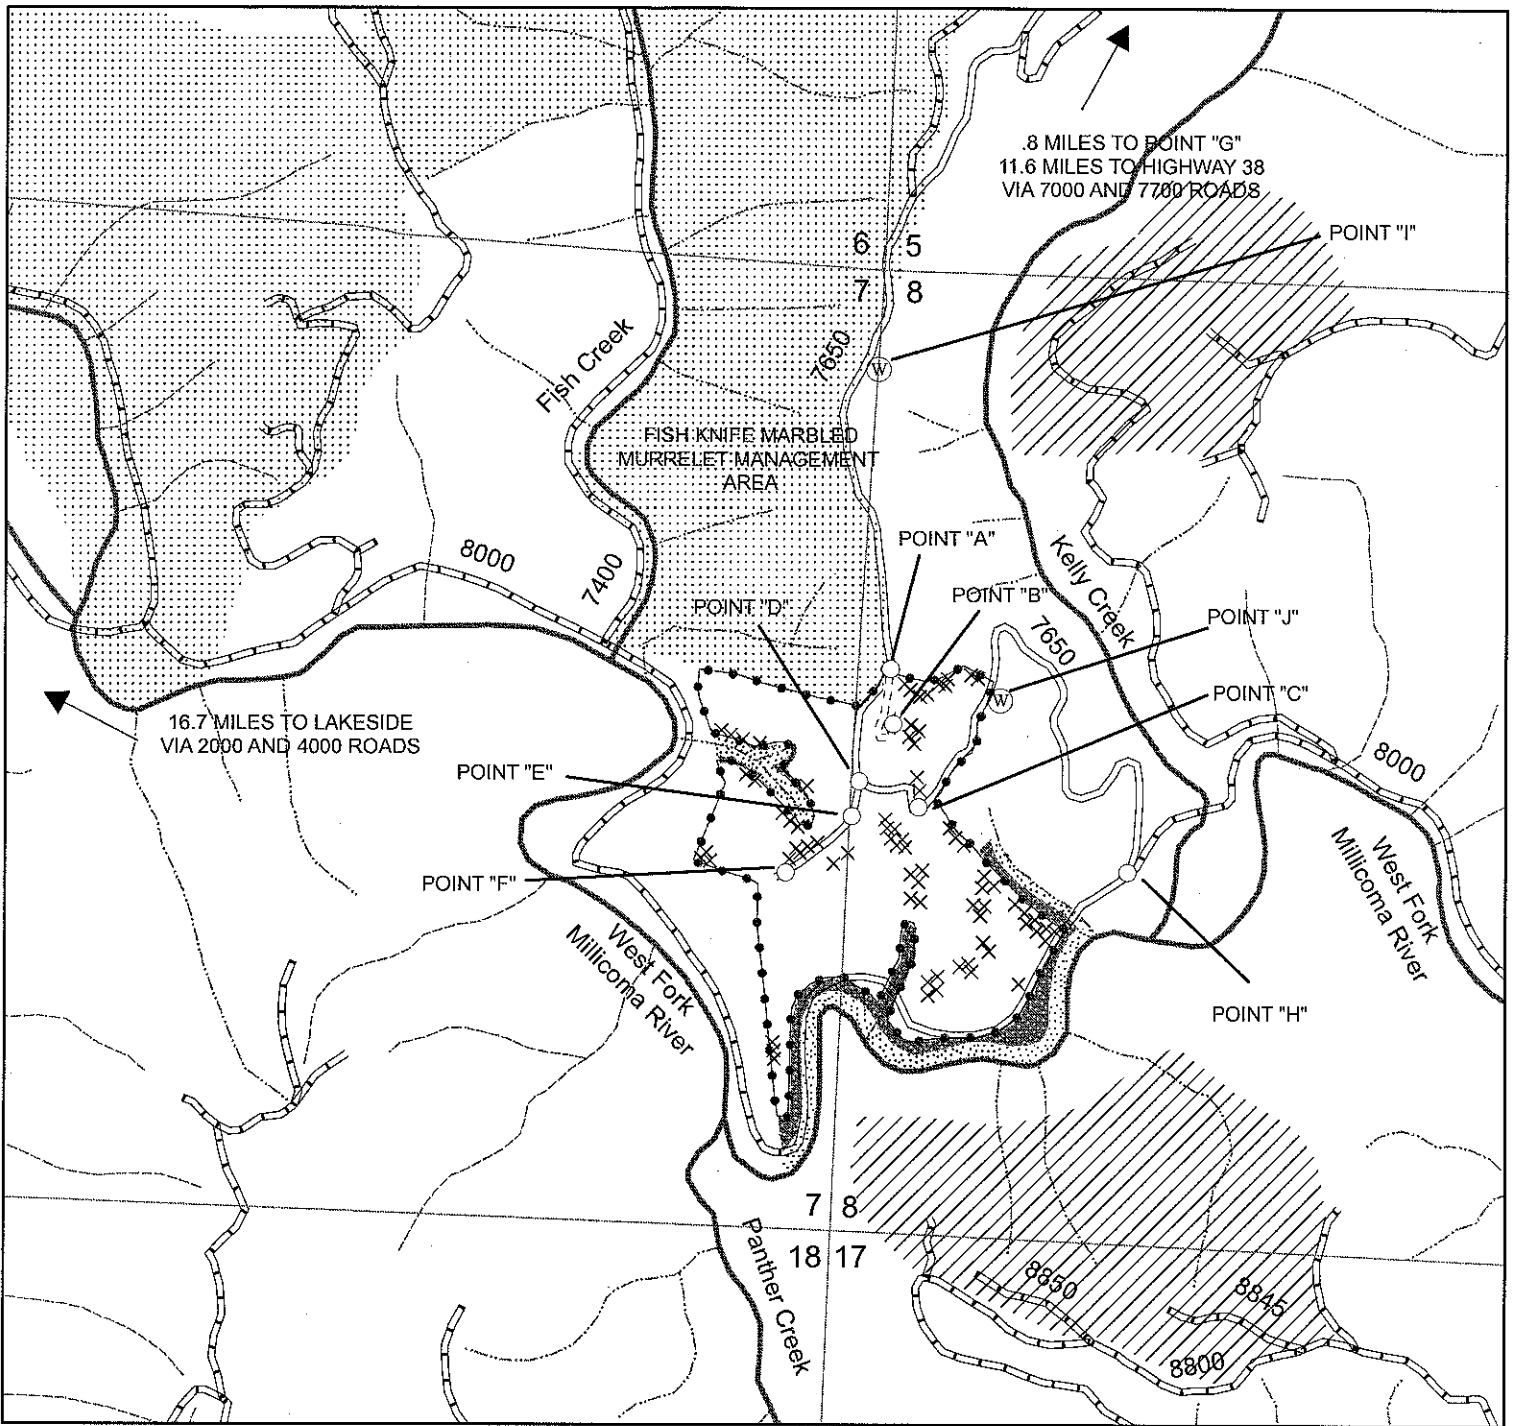 .8 MILES TO POINT "G"
11.6 MILES TO HIGHWAY 38
VIA 7000 AND 7700 ROADS
POINT "I"
6 5
7 8
7650
W
Fish Creek
FISH KNIFE MARBLED
MURRELET MANAGEMENT
AREA
8000
7400
POINT "A"
Kelly Creek
POINT "B"
POINT "D"
7650
POINT "J"
W
POINT "C"
16.7 MILES TO LAKESIDE
VIA 2000 AND 4000 ROADS
POINT "E"
8000
POINT "F"
West Fork
Millicoma River
West Fork
Millicoma River
POINT "H"
7 8
18 17
Panther Creek
8850
8845
8800